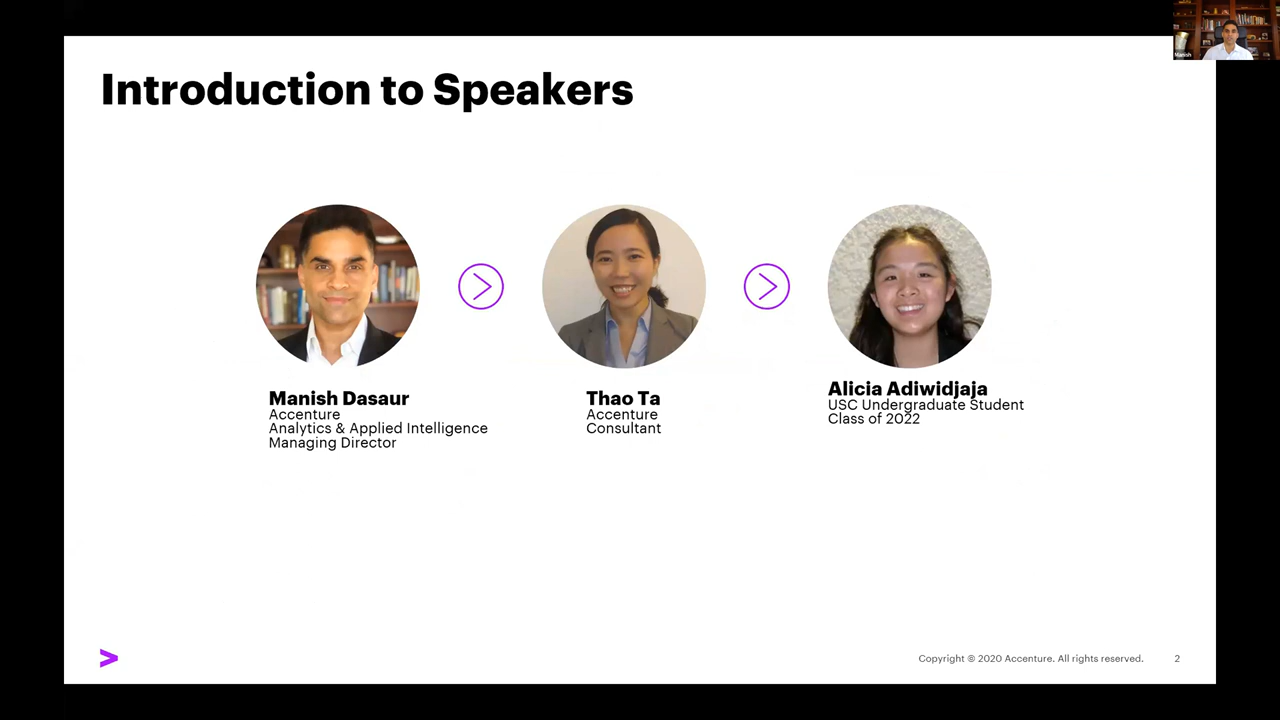 Manish
Introduction to Speakers
Manish Dasaur
Accenture
Analytics & Applied Intelligence
Managing Director
Thao Ta
Accenture
Consultant
Alicia Adiwidjaja
USC Undergraduate Student
Class of 2022
Copyright © 2020 Accenture. All rights reserved.
2